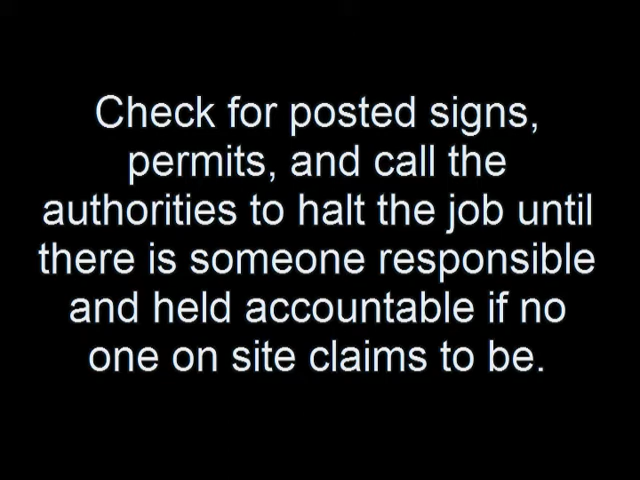 Check for posted signs,
permits, and call the
authorities to halt the job until
there is someone responsible
and held accountable if no
one on site claims to be.